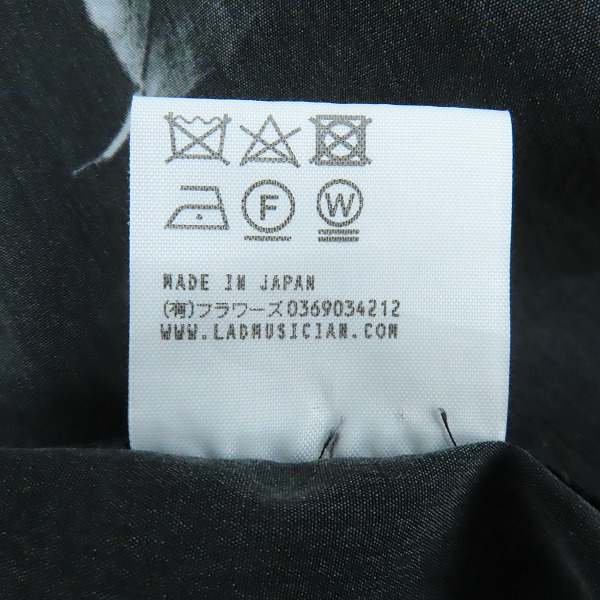 F W
MADE IN JAPAN
(有)フラワーズ0369034212
WWW.LADMUSICIAN.COM